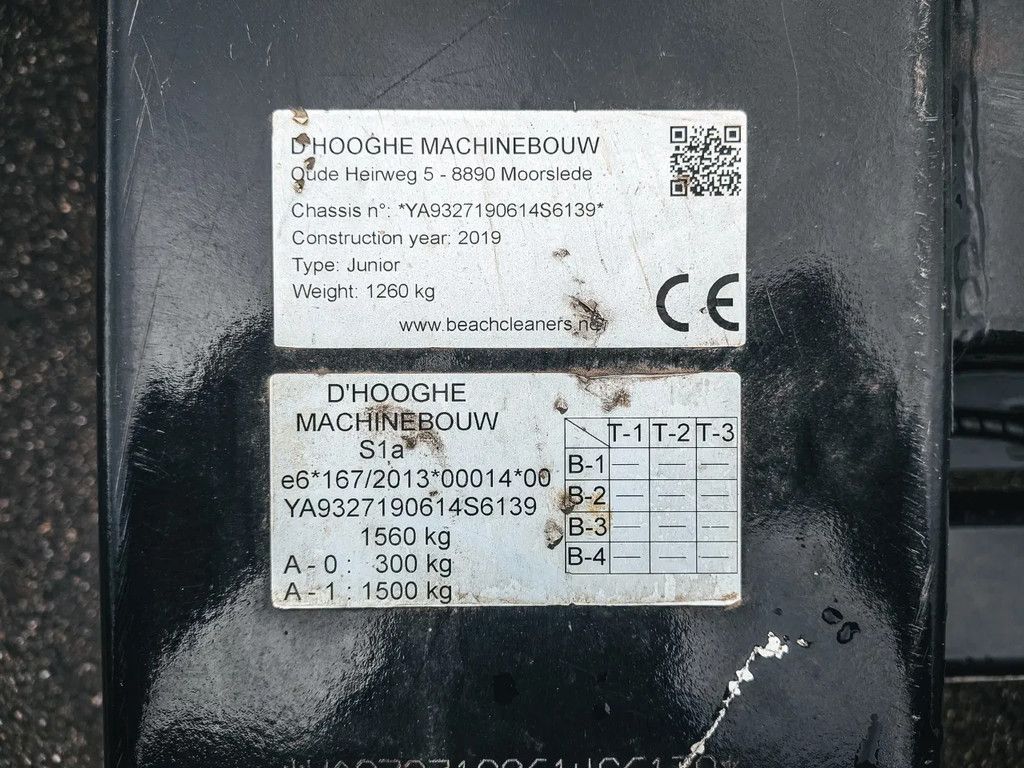 D'HOOGHE MACHINEBOUW
Oude Heirweg 5 - 8890 Moorslede
Chassis n°: *YA9327190614S6139*
Construction year: 2019
Type: Junior
Weight: 1260 kg
CE
www.beachcleaners.net
D'HOOGHE
MACHINEBOUW
S1a
e6*167/2013*00014*00
YA9327190614S6139
1560 kg
A - 0 : 300 kg
A - 1 : 1500 kg
T-1 T-2 T-3
B-1 — — —
B-2 — — —
B-3 — — —
B-4 — — —